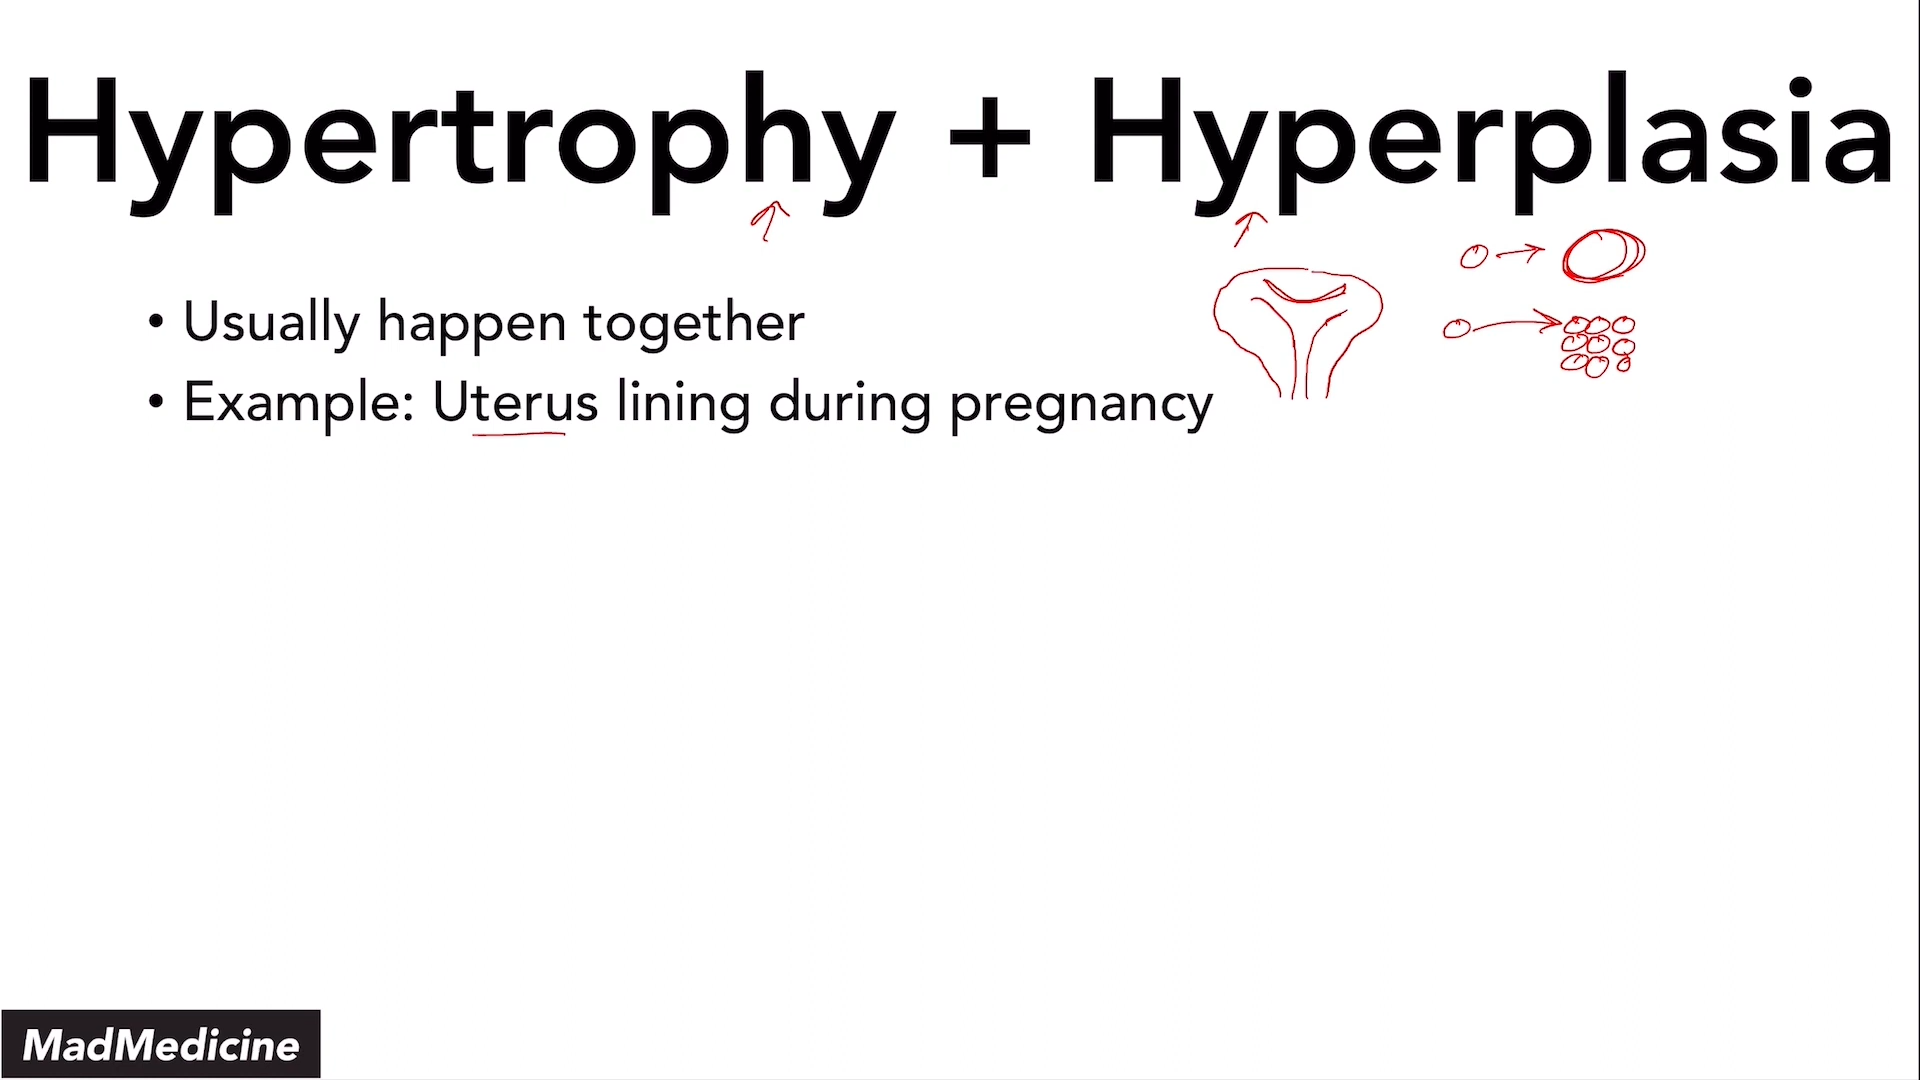 Hypertrophy + Hyperplasia
• Usually happen together
• Example: Uterus lining during pregnancy
MadMedicine